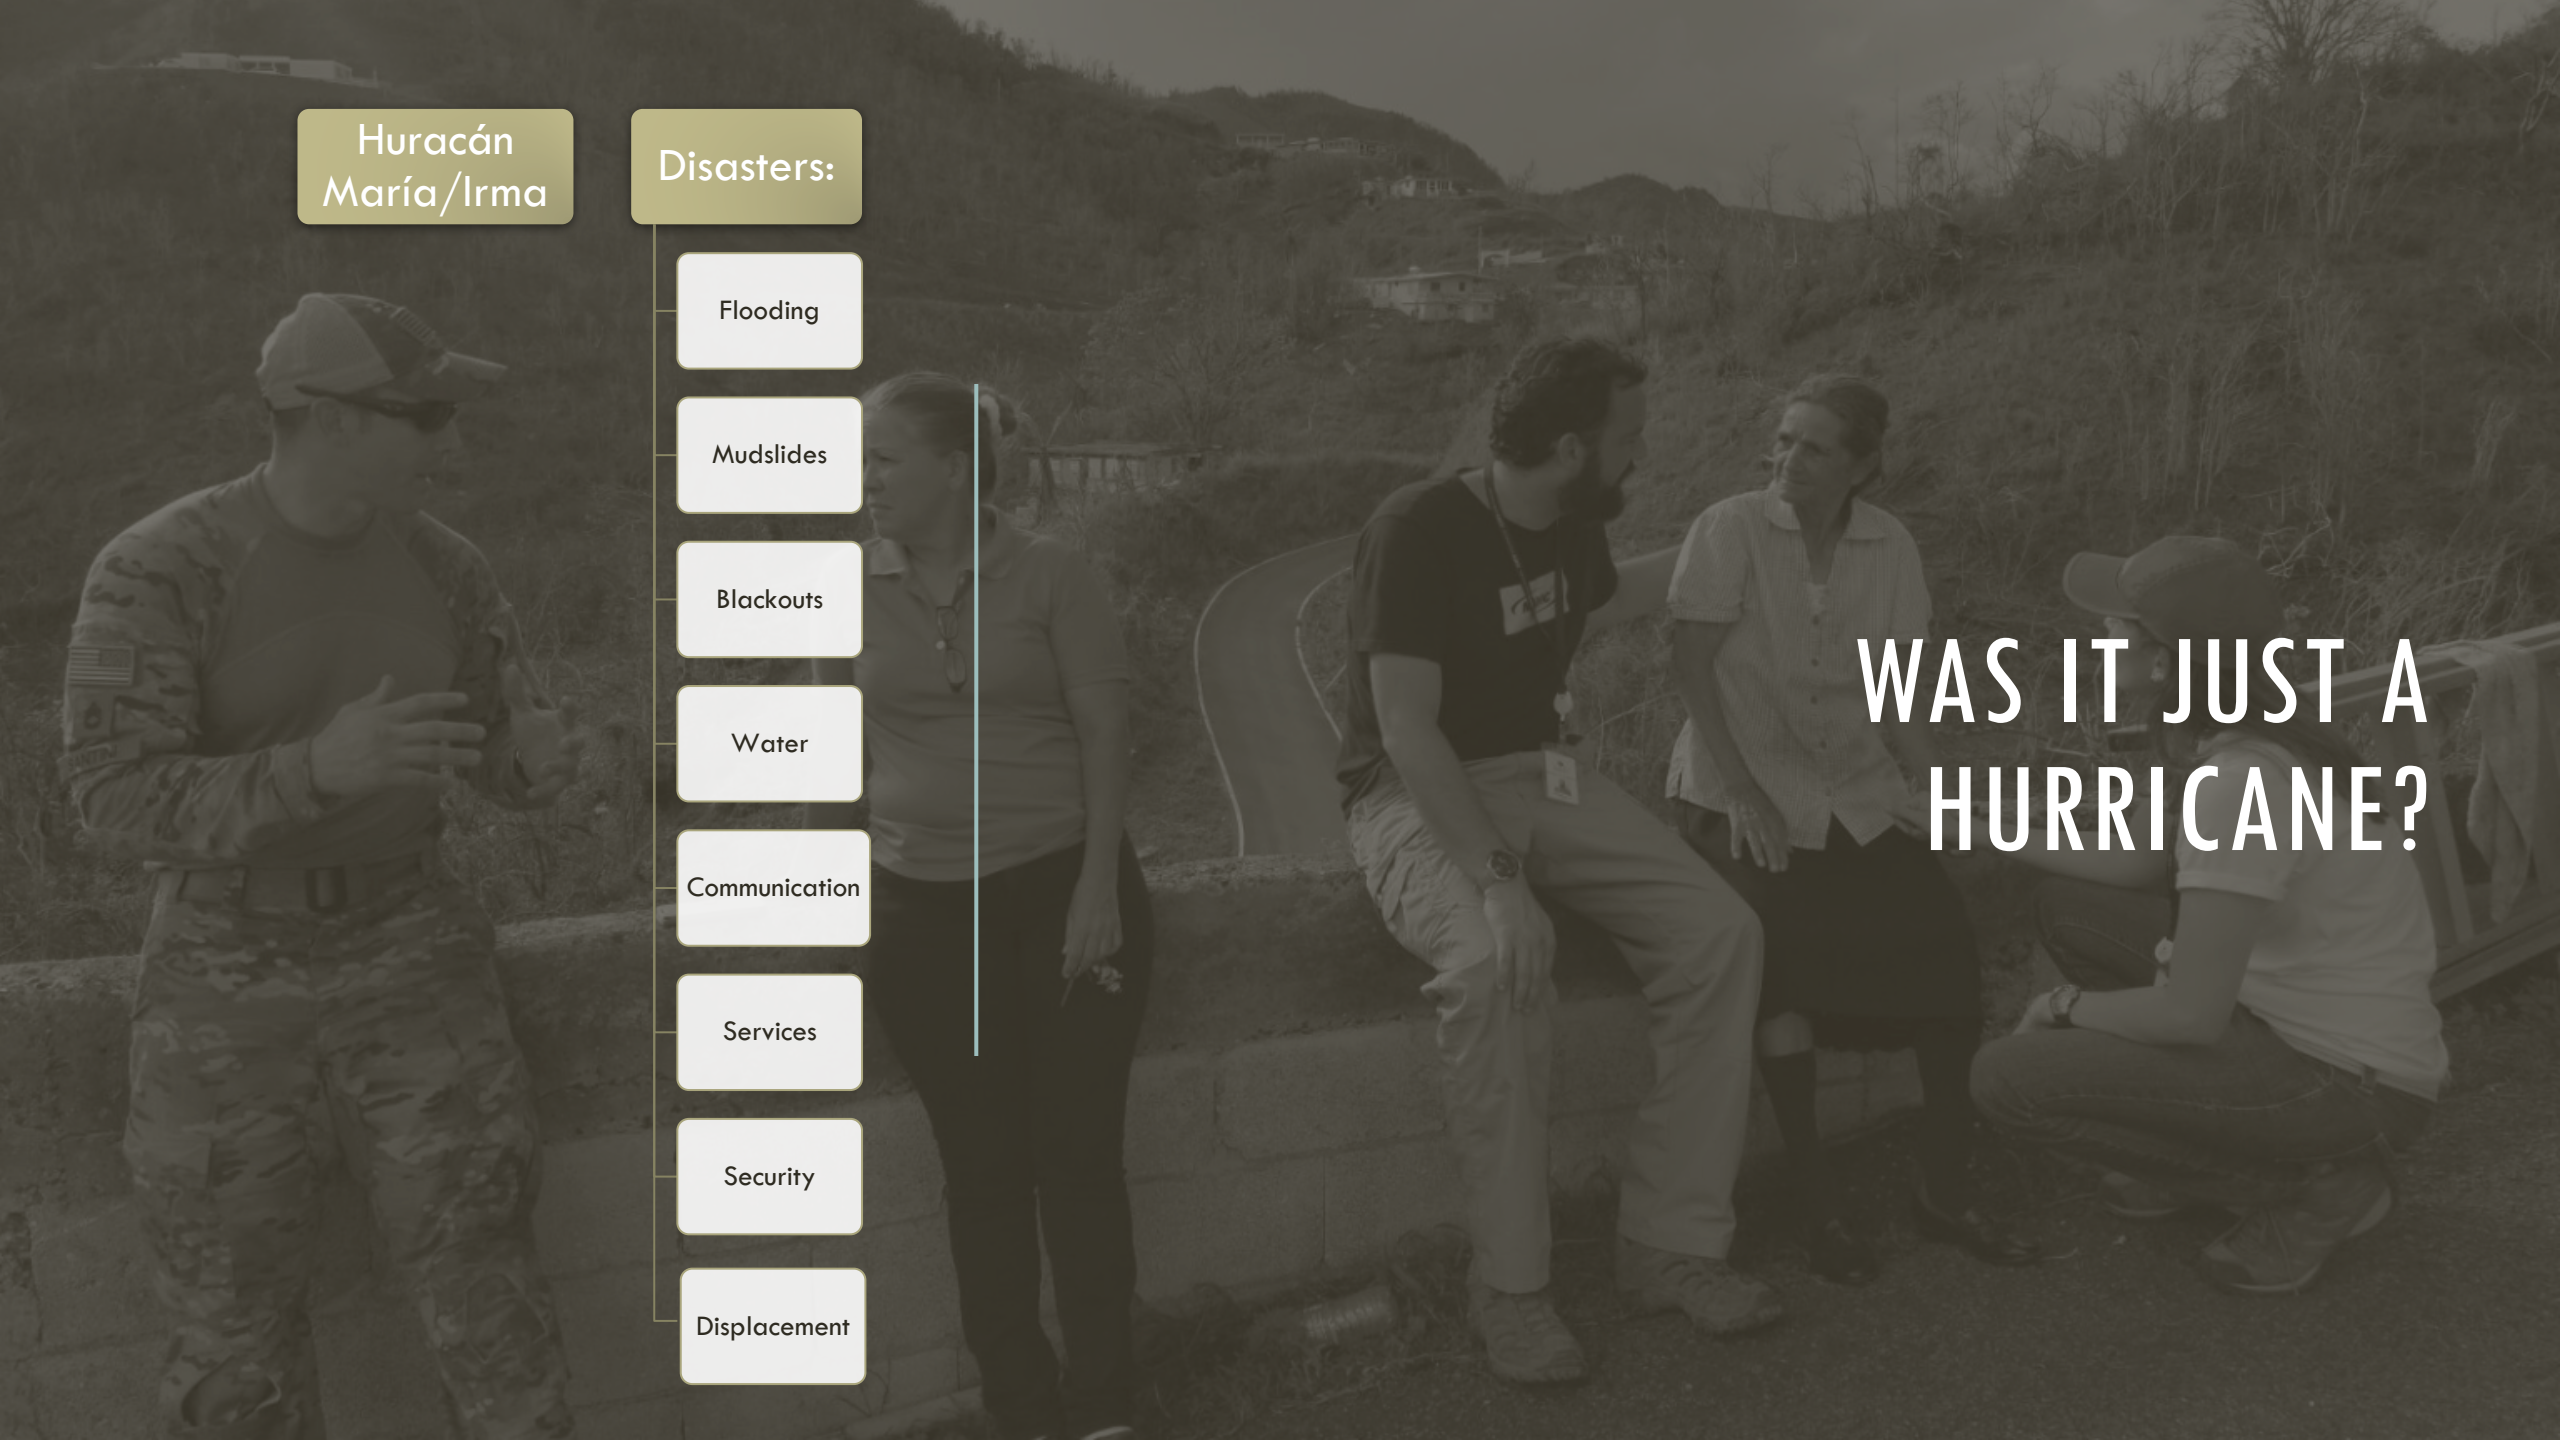 Huracán
María/Irma
Disasters:
Flooding
Mudslides
Blackouts
Water
Communication
Services
Security
Displacement
WAS IT JUST A
HURRICANE?